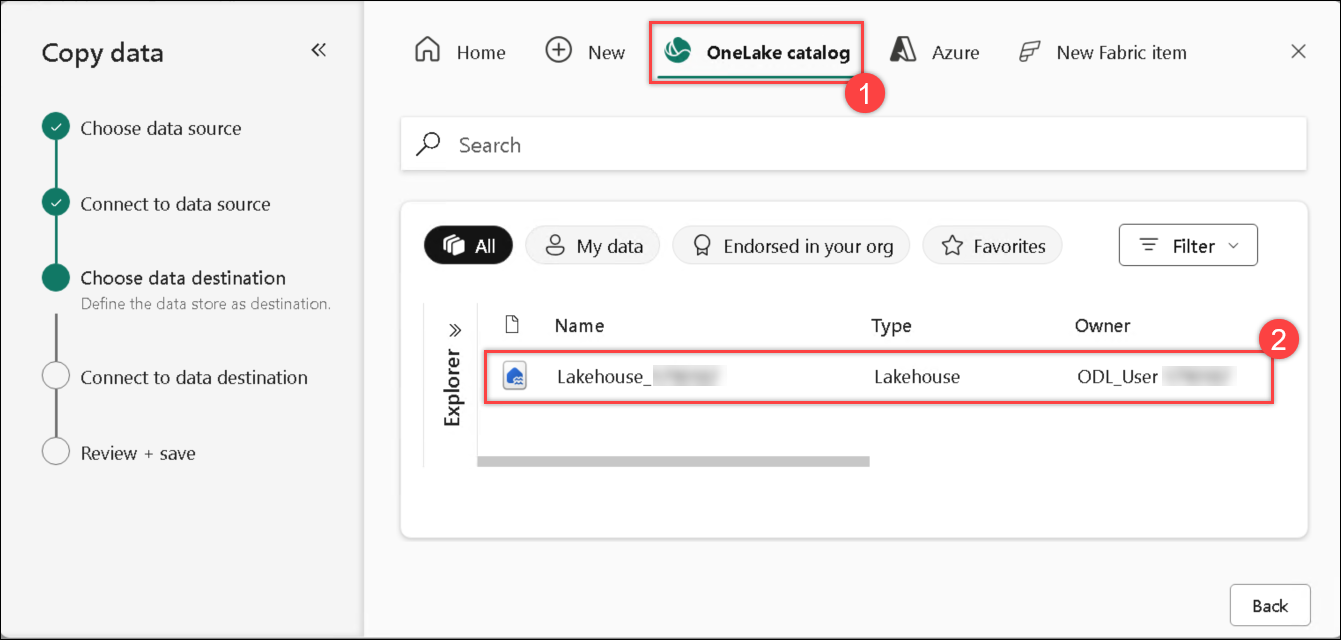 Copy data
Choose data source
Connect to data source
Choose data destination
Define the data store as destination.
Connect to data destination
Review + save
Home New OneLake catalog Azure New Fabric item
1
Search
All My data Endorsed in your org Favorites Filter
Explorer
Name Type Owner
2
Lakehouse_ Lakehouse ODL_User
Back